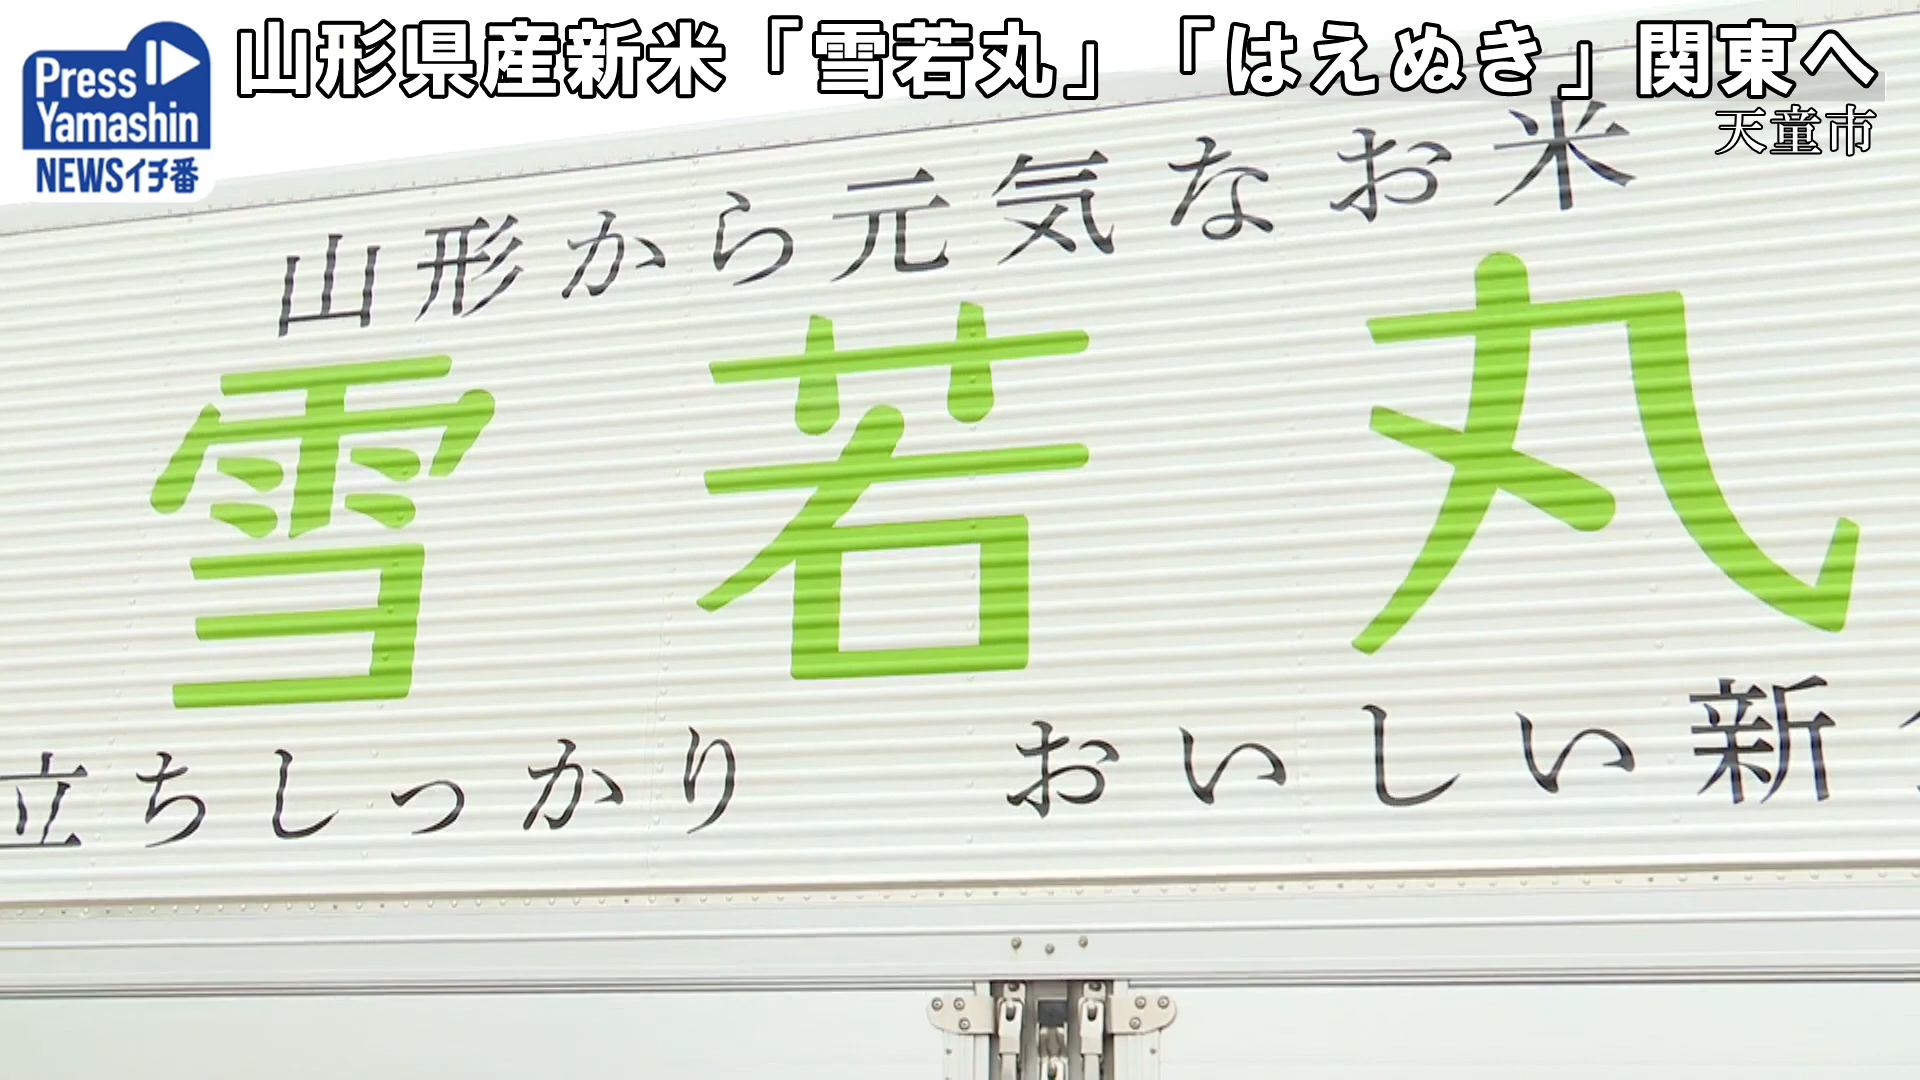 Press
Yamashin
NEWSイチ番
山形県産新米「雪若丸」「はえぬき」関東へ
天童市
山形から元気なお米
雪若丸
立ちしっかり おいしい新